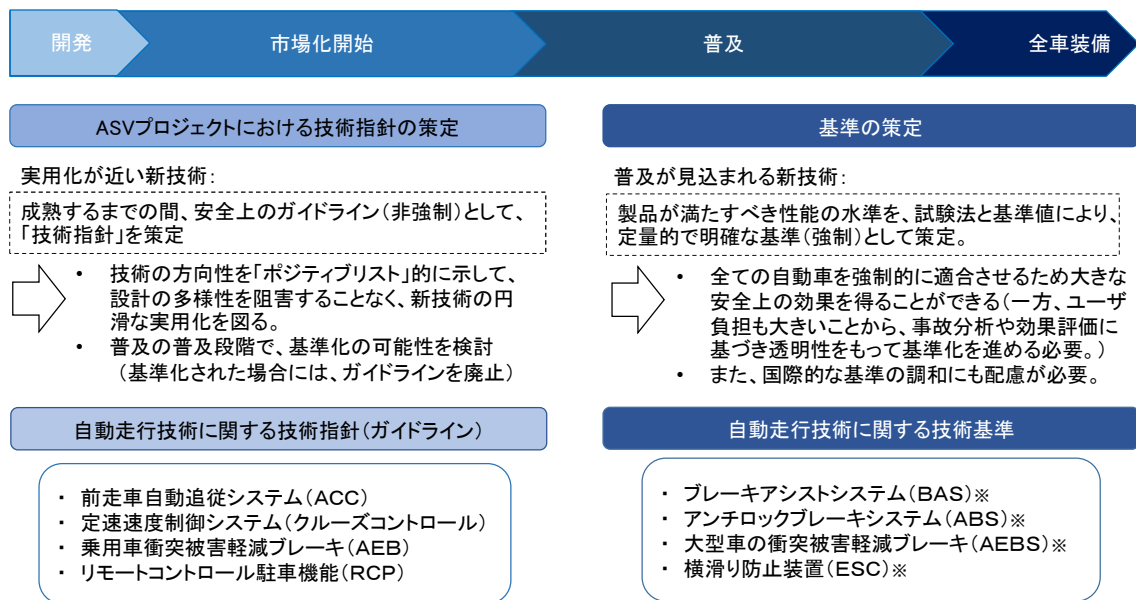 開発
市場化開始
普及
全車装備
ASVプロジェクトにおける技術指針の策定
実用化が近い新技術:
成熟するまでの間、安全上のガイドライン(非強制)として、
「技術指針」を策定
• 技術の方向性を「ポジティブリスト」的に示して、
設計の多様性を阻害することなく、新技術の円
滑な実用化を図る。
• 普及の普及段階で、基準化の可能性を検討
(基準化された場合には、ガイドラインを廃止)
自動走行技術に関する技術指針(ガイドライン)
・ 前走車自動追従システム(ACC)
・ 定速速度制御システム(クルーズコントロール)
・ 乗用車衝突被害軽減ブレーキ(AEB)
・ リモートコントロール駐車機能(RCP)
基準の策定
普及が見込まれる新技術:
製品が満たすべき性能の水準を、試験法と基準値により、
定量的で明確な基準(強制)として策定。
• 全ての自動車を強制的に適合させるため大きな
安全上の効果を得ることができる(一方、ユーザ
負担も大きいことから、事故分析や効果評価に
基づき透明性をもって基準化を進める必要。)
• また、国際的な基準の調和にも配慮が必要。
自動走行技術に関する技術基準
・ ブレーキアシストシステム(BAS)※
・ アンチロックブレーキシステム(ABS)※
・ 大型車の衝突被害軽減ブレーキ(AEBS)※
・ 横滑り防止装置(ESC)※